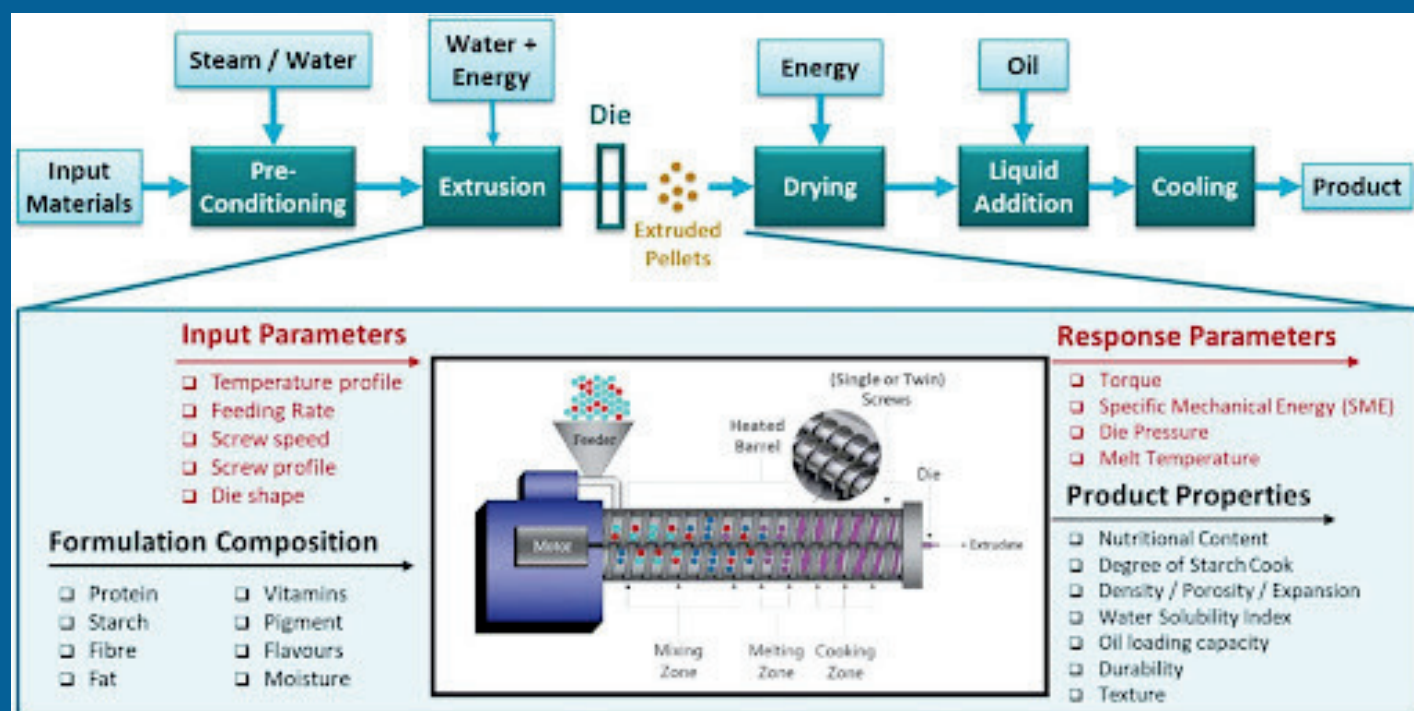 Steam / Water
Water +
Energy
Energy
Oil
Die
Input
Materials
Pre-
Conditioning
Extrusion
Extruded
Pellets
Drying
Liquid
Addition
Cooling
Product
Input Parameters
Temperature profile
Feeding Rate
Screw speed
Screw profile
Die shape
Formulation Composition
Protein
Starch
Fibre
Fat
Vitamins
Pigment
Flavours
Moisture
Feeder
Motor
Heated
Barrel
(Single or Twin)
Screws
Die
Extrudate
Mixing
Zone
Melting
Zone
Cooking
Zone
Response Parameters
Torque
Specific Mechanical Energy (SME)
Die Pressure
Melt Temperature
Product Properties
Nutritional Content
Degree of Starch Cook
Density / Porosity / Expansion
Water Solubility Index
Oil loading capacity
Durability
Texture